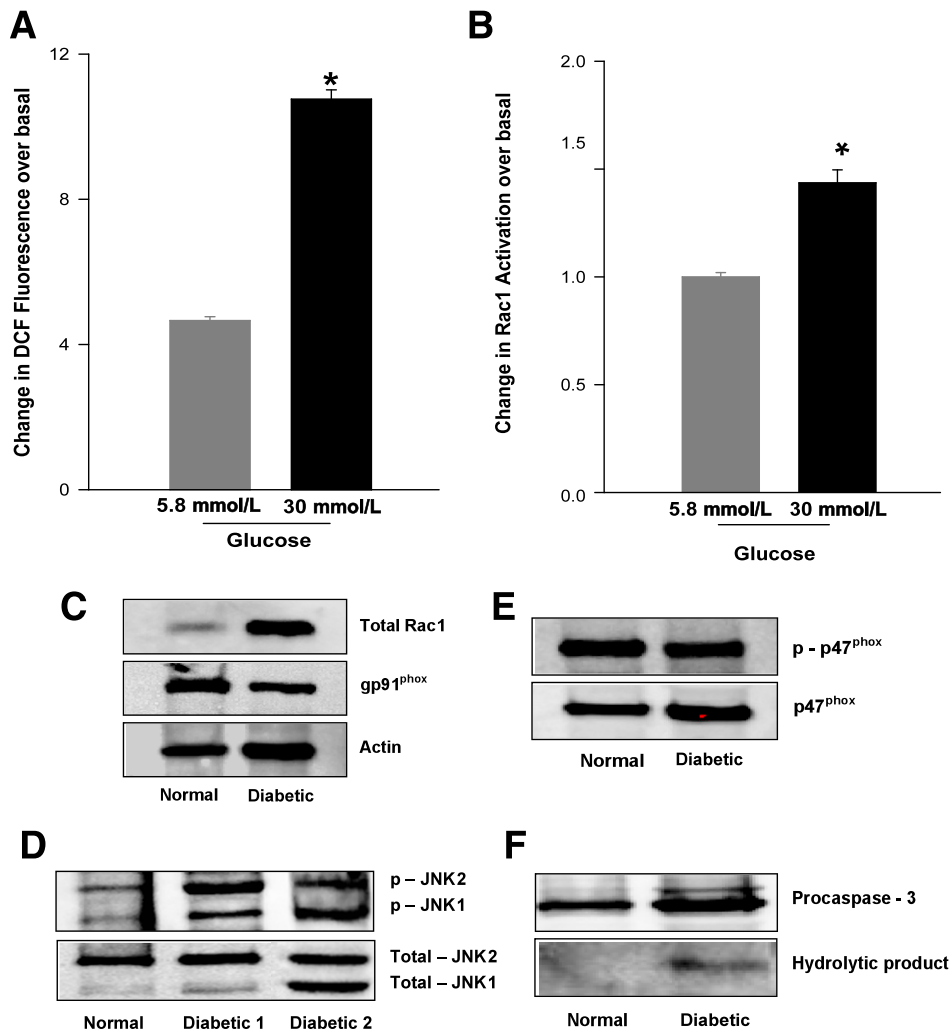 A
Change in DCF Fluorescence over basal
12
8
4
0
*
5.8 mmol/L 30 mmol/L
Glucose
B
Change in Rac1 Activation over basal
2.0
1.5
1.0
0.5
0.0
*
5.8 mmol/L 30 mmol/L
Glucose
C
Total Rac1
gp91phox
Actin
Normal Diabetic
E
p - p47phox
p47phox
Normal Diabetic
D
p – JNK2
p – JNK1
Total – JNK2
Total – JNK1
Normal Diabetic 1 Diabetic 2
F
Procaspase - 3
Hydrolytic product
Normal Diabetic